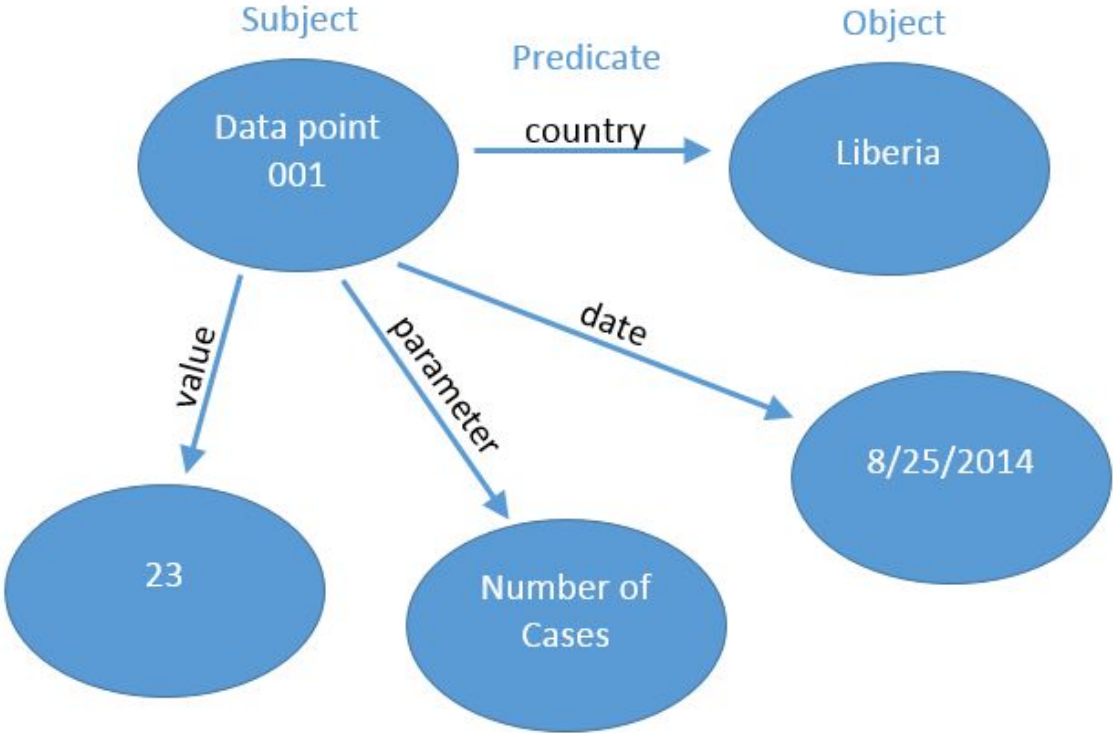 Subject
Predicate
Object
Data point
001
country
Liberia
value
parameter
date
8/25/2014
23
Number of
Cases